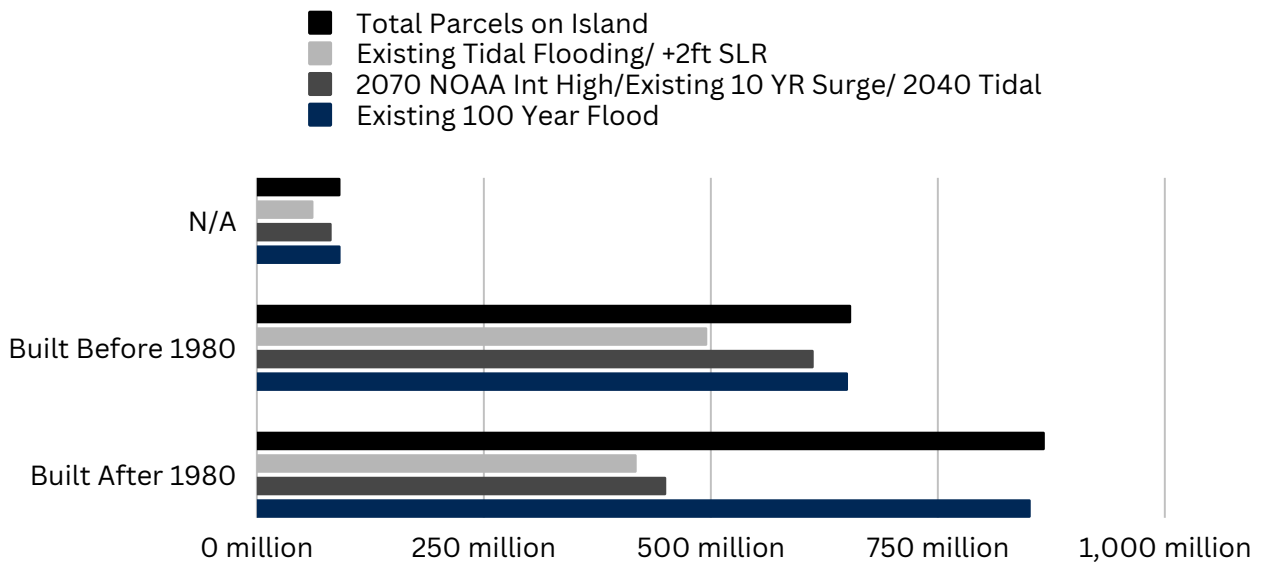 Total Parcels on Island
Existing Tidal Flooding/ +2ft SLR
2070 NOAA Int High/Existing 10 YR Surge/ 2040 Tidal
Existing 100 Year Flood
N/A
Built Before 1980
Built After 1980
0 million 250 million 500 million 750 million 1,000 million